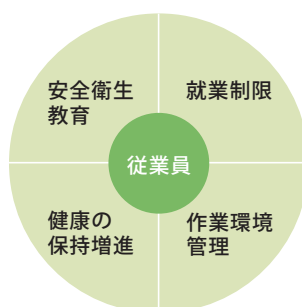 安全衛生
教育
就業制限
従業員
健康の
保持増進
作業環境
管理